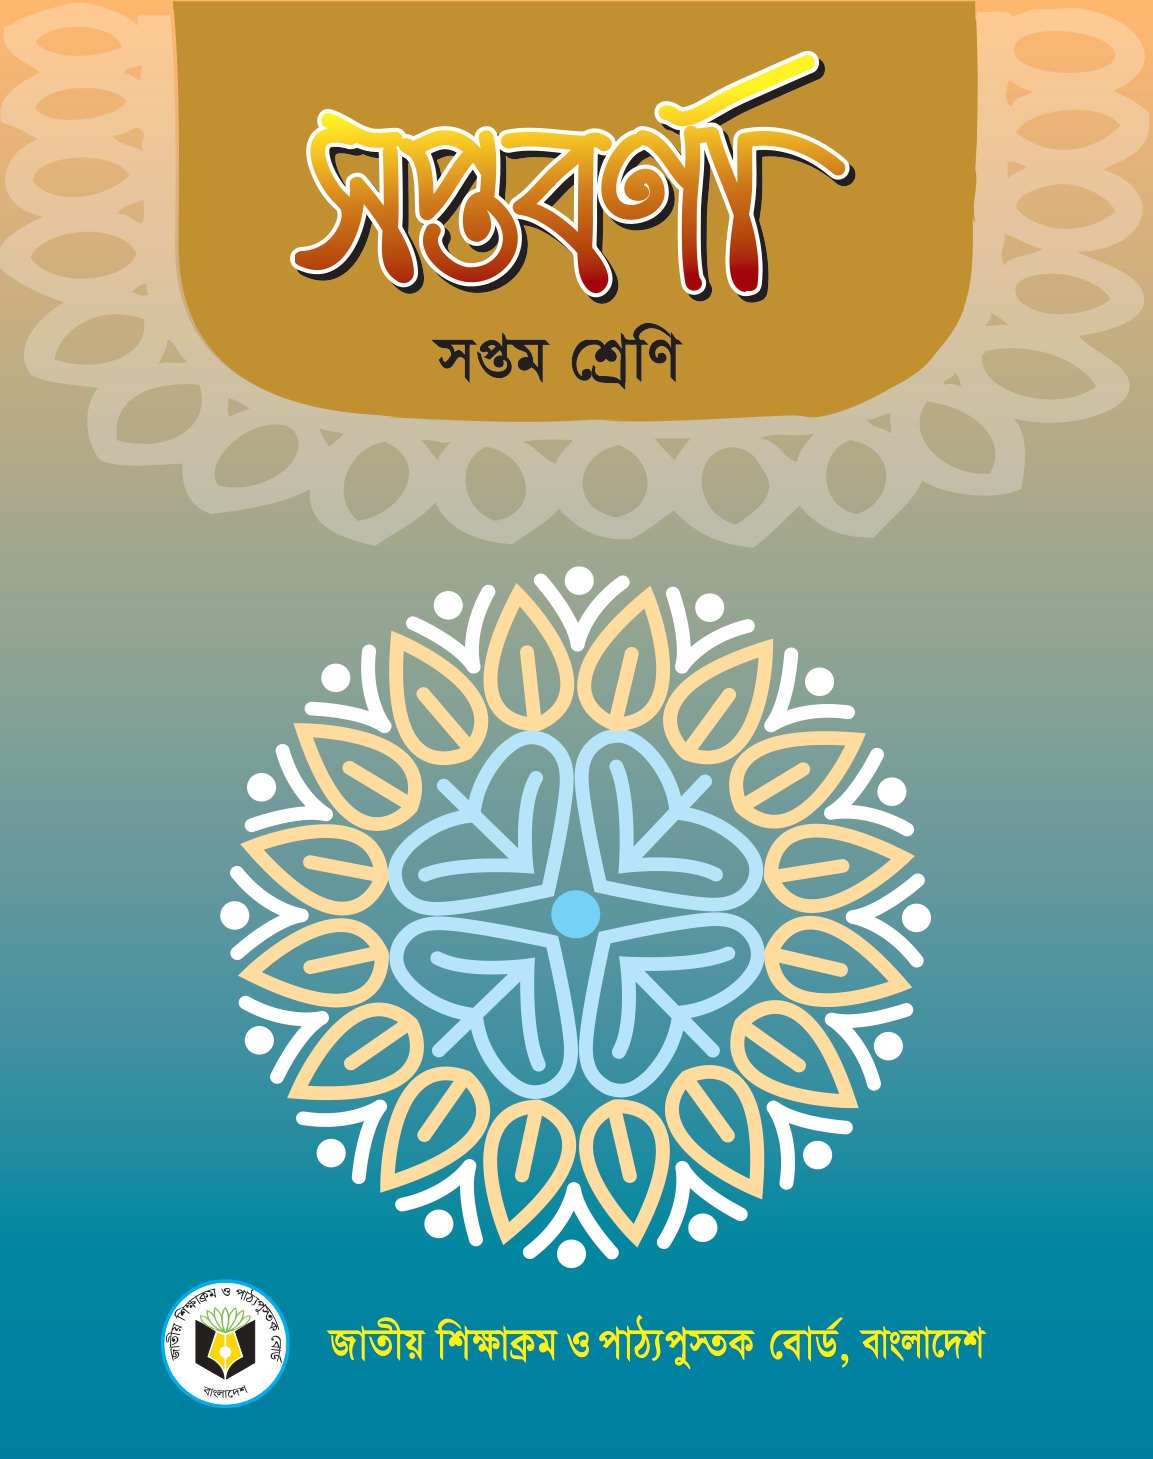 সপ্তবর্ণা
সপ্তম শ্রেণি
জাতীয় শিক্ষাক্রম ও পাঠ্যপুস্তক বোর্ড
বাংলাদেশ
জাতীয় শিক্ষাক্রম ও পাঠ্যপুস্তক বোর্ড, বাংলাদেশ